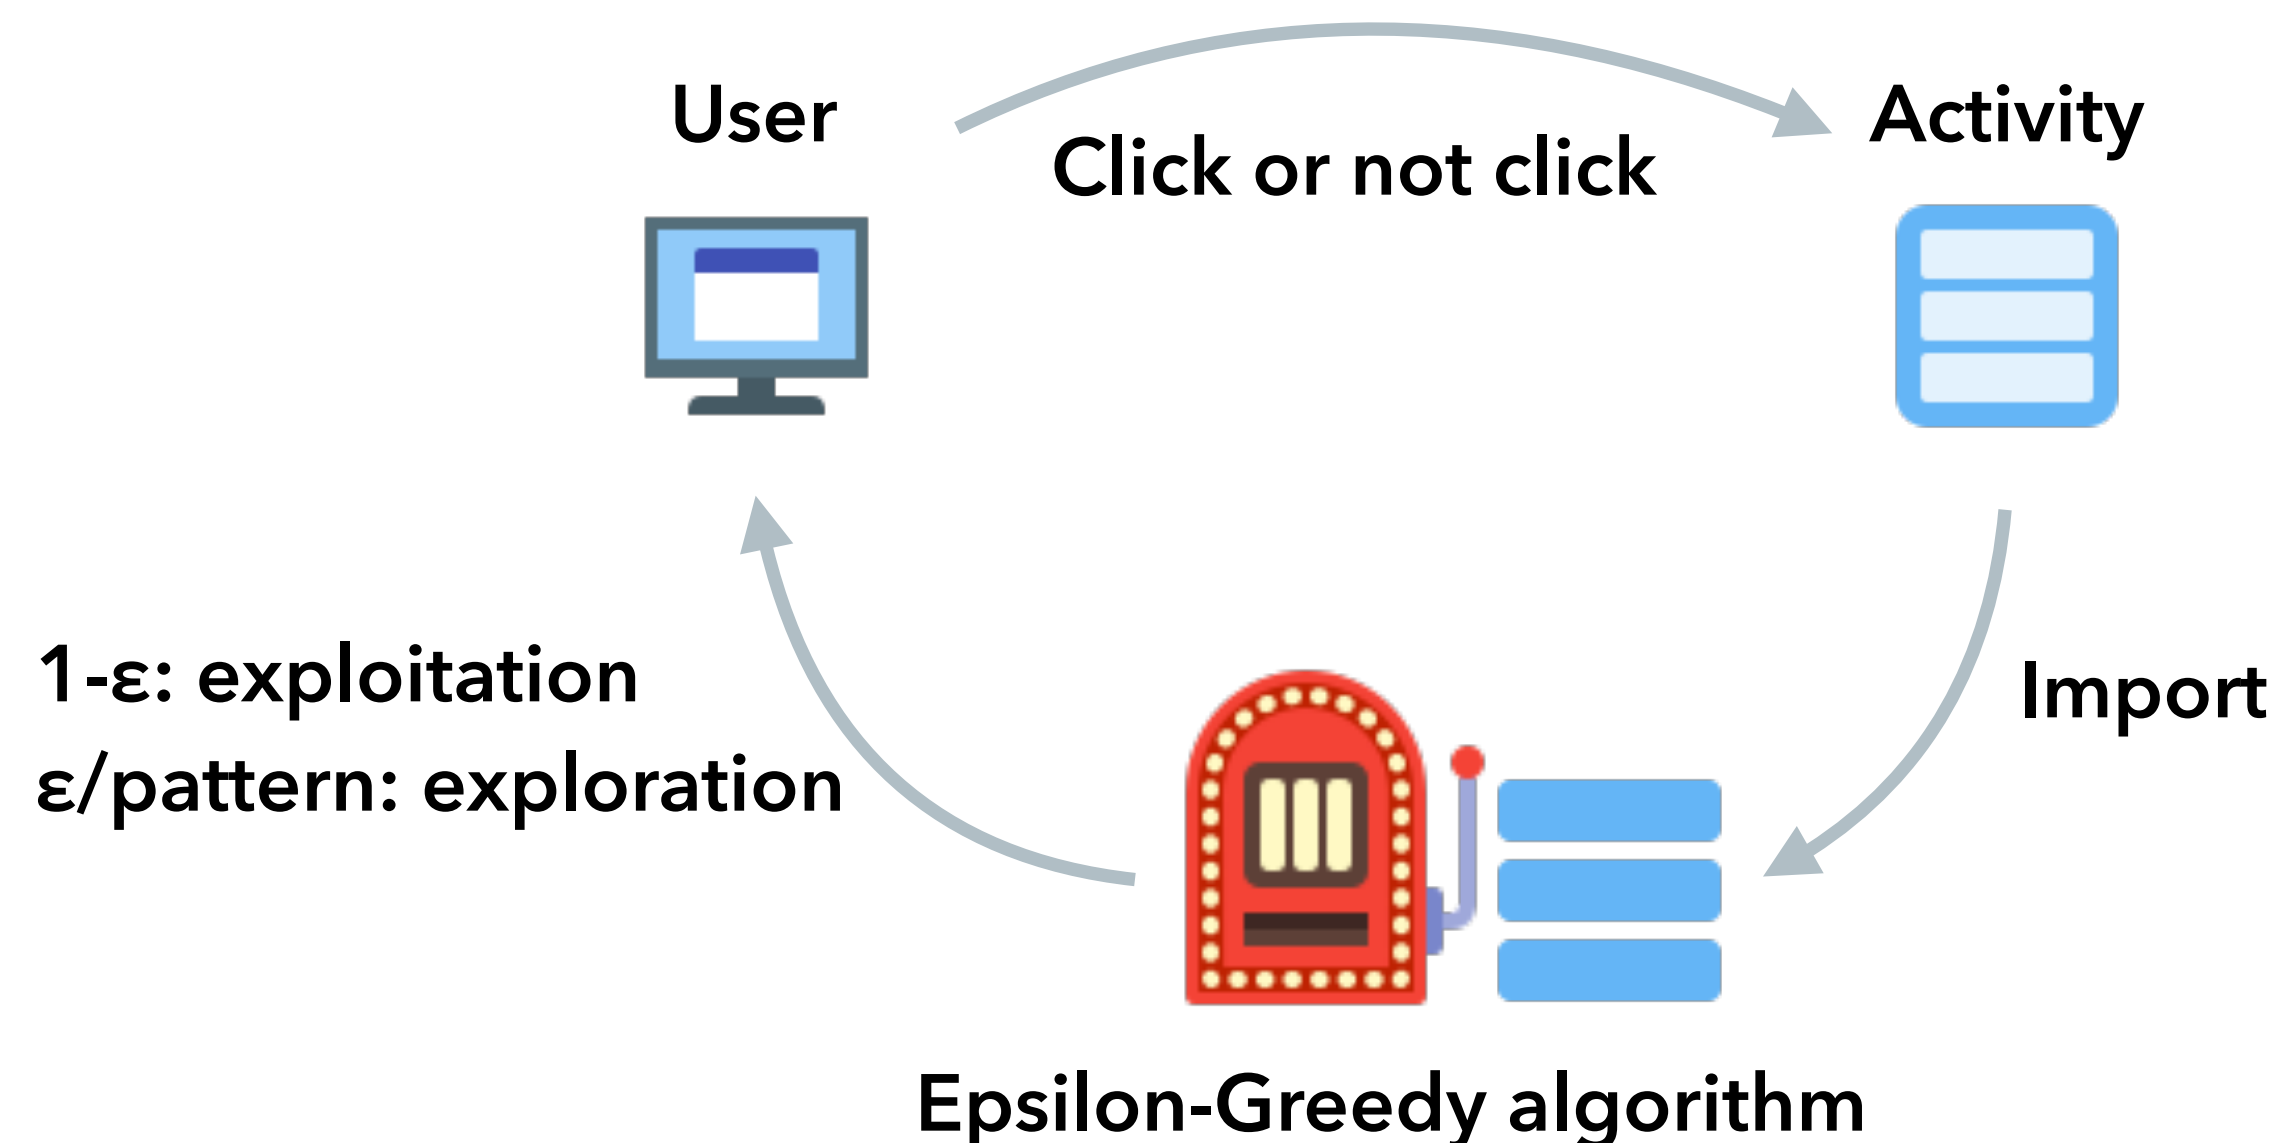 User
Activity
Click or not click
1-ε: exploitation
ε/pattern: exploration
Import
Epsilon-Greedy algorithm